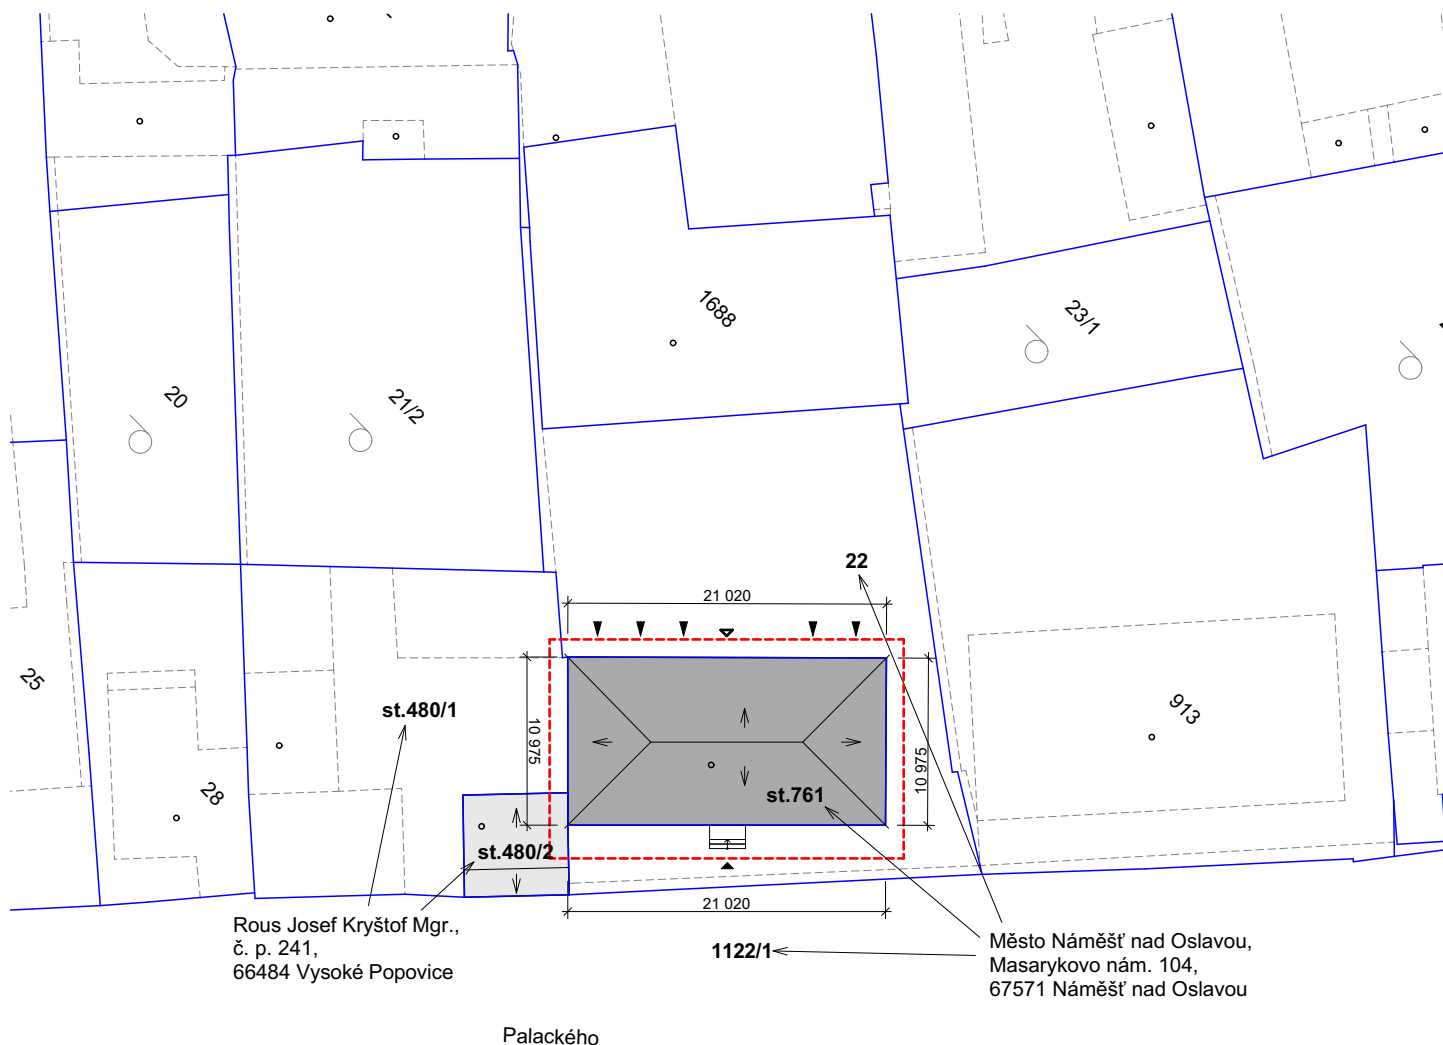 1688
23/1
20
21/2
22
21 020
25
st.480/1
10 975
10 975
913
28
st.761
st.480/2
21 020
Rous Josef Kryštof Mgr.,
č. p. 241,
66484 Vysoké Popovice
1122/1
Město Náměšť nad Oslavou,
Masarykovo nám. 104,
67571 Náměšť nad Oslavou
Palackého